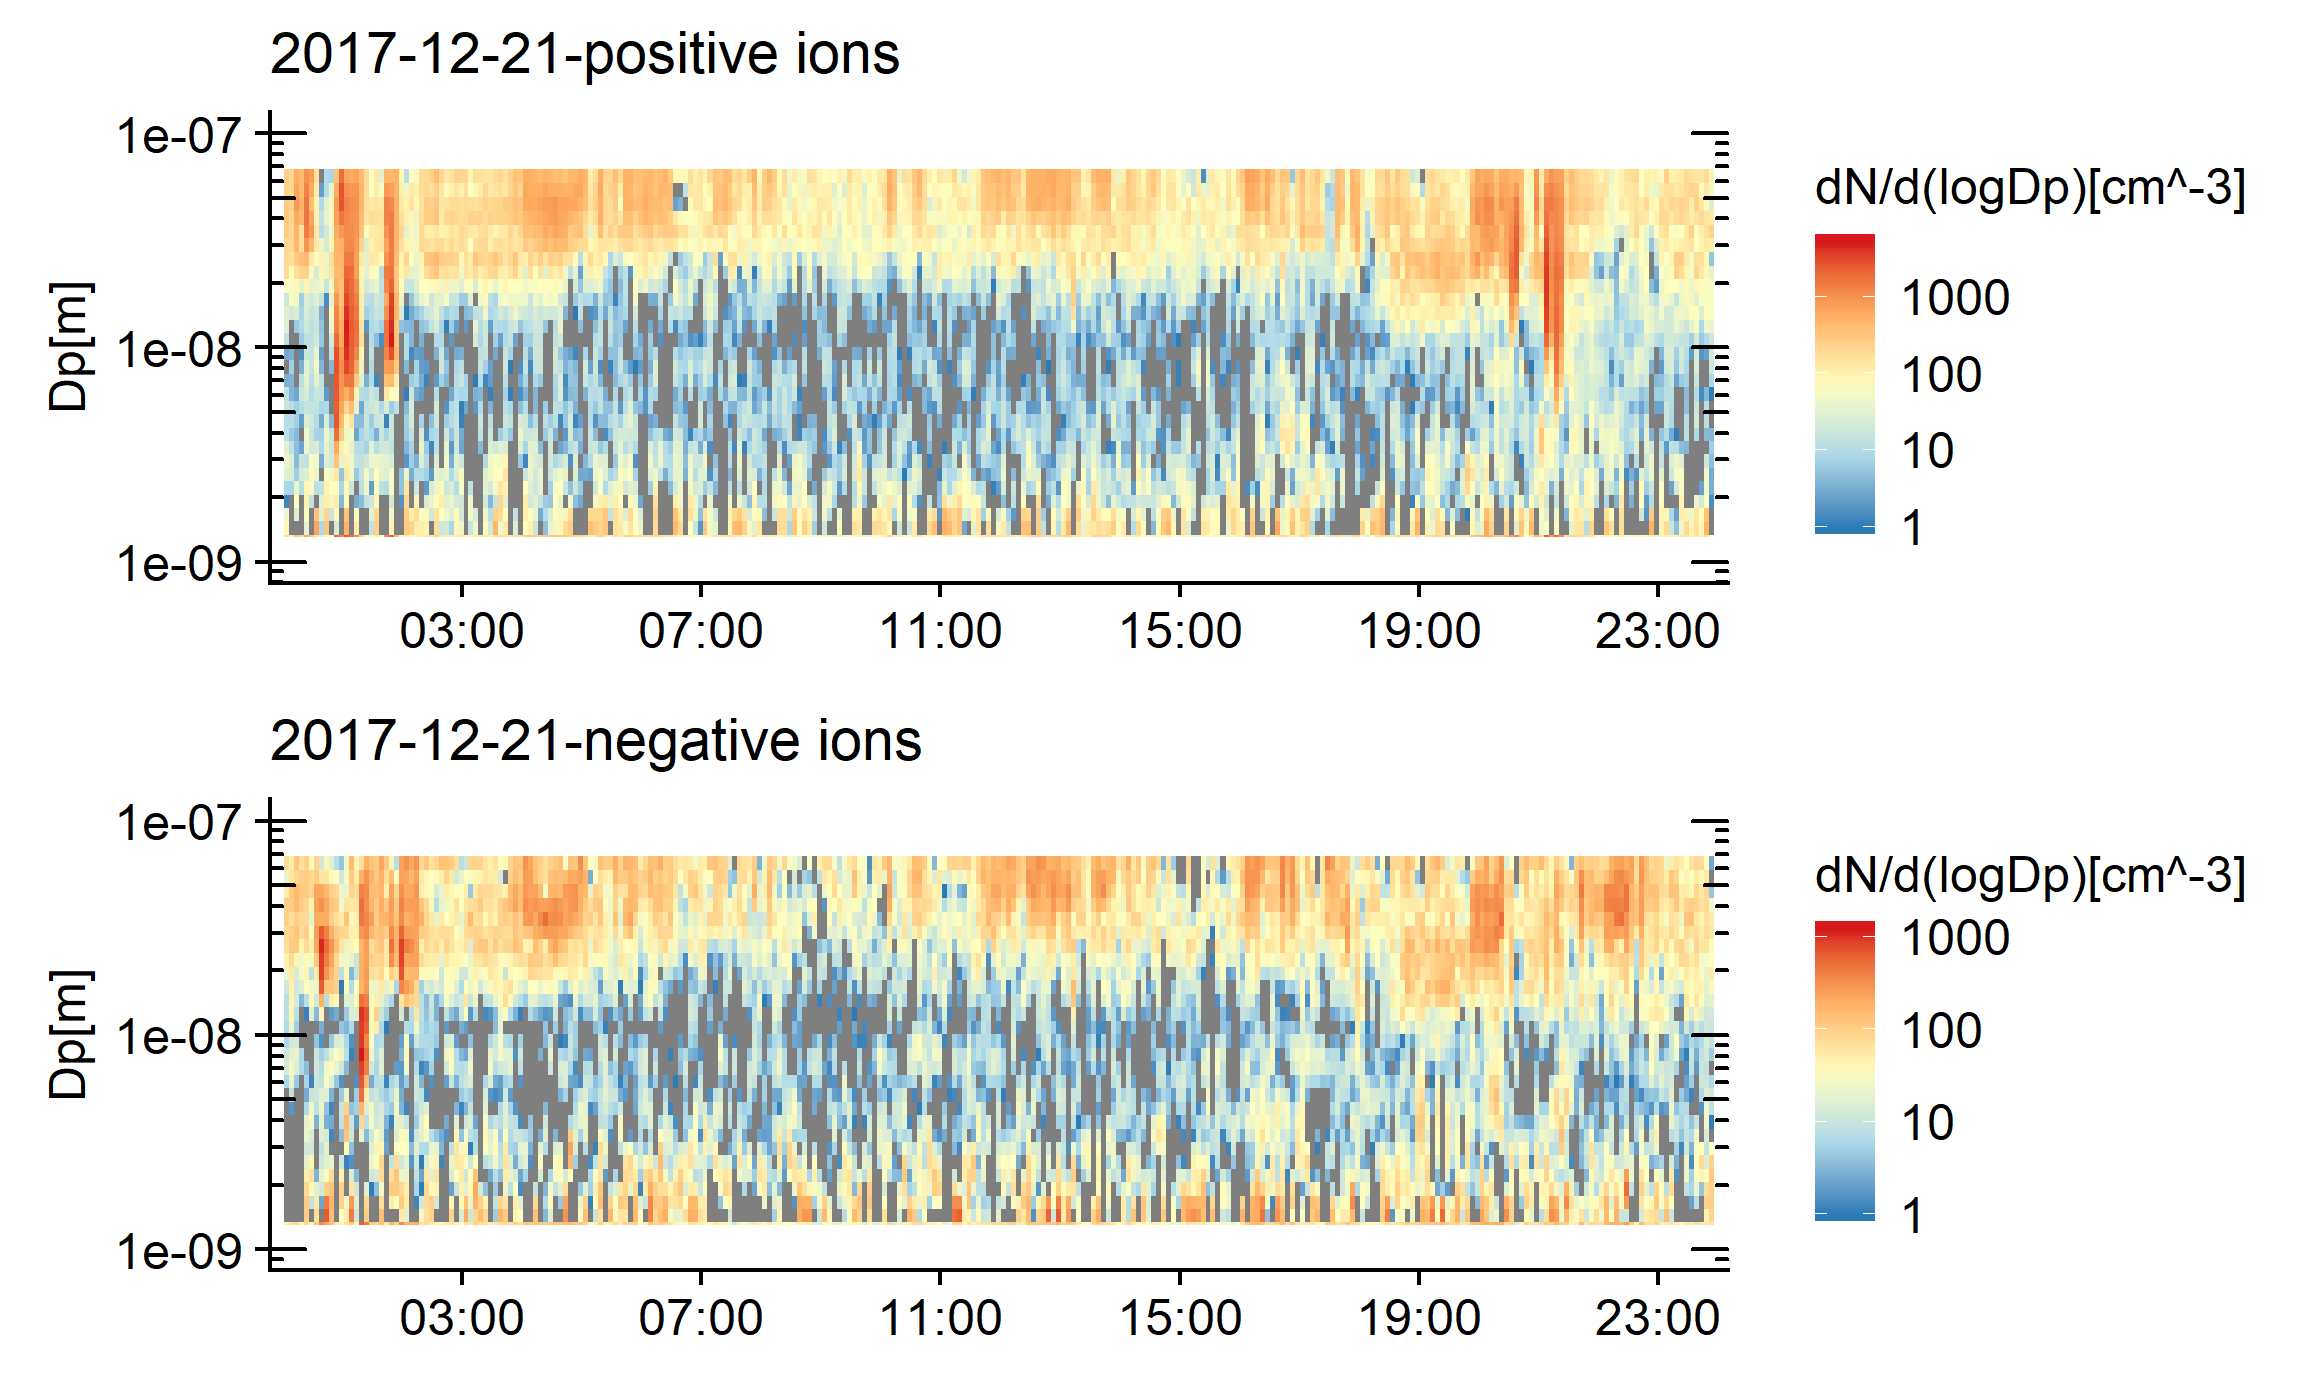 2017-12-21-positive ions
1e-07
1e-08
1e-09
Dp[m]
03:00 07:00 11:00 15:00 19:00 23:00
dN/d(logDp)[cm^-3]
1000
100
10
1
2017-12-21-negative ions
1e-07
1e-08
1e-09
Dp[m]
03:00 07:00 11:00 15:00 19:00 23:00
dN/d(logDp)[cm^-3]
1000
100
10
1